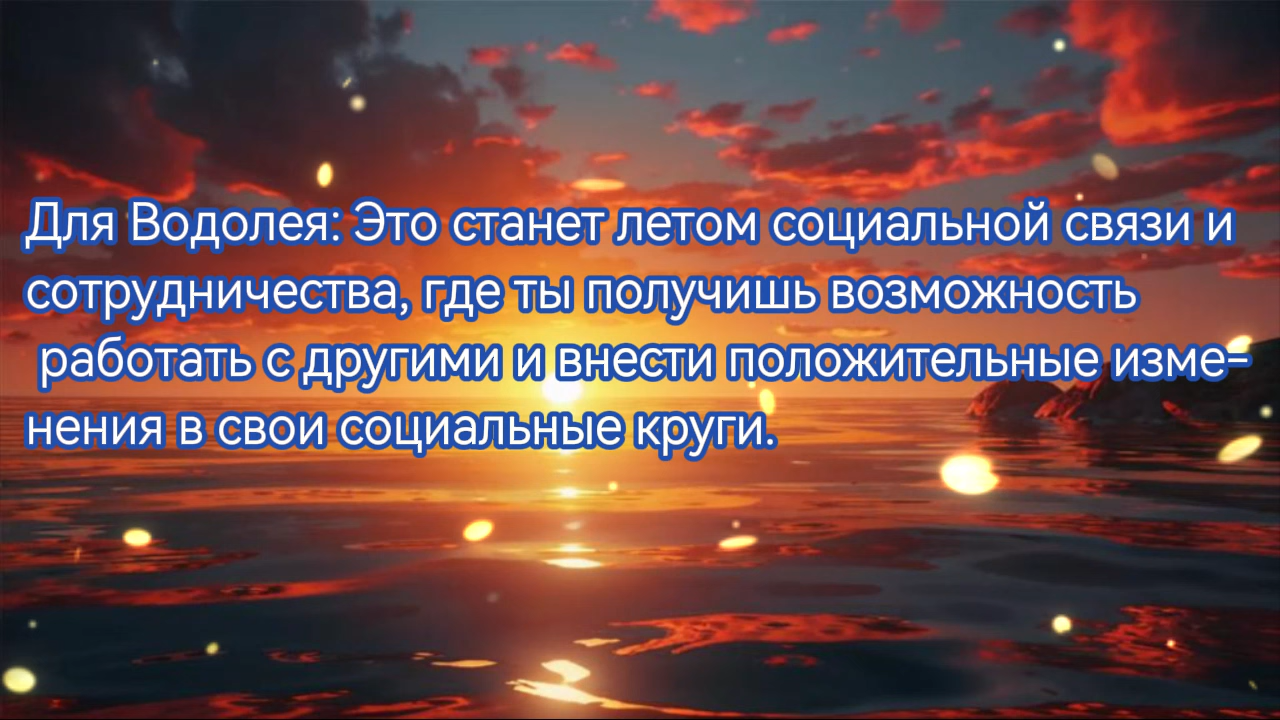 Для Водолея: Это станет летом социальной связи и
сотрудничества, где ты получишь возможность
работать с другими и внести положительные изме-
нения в свои социальные круги.